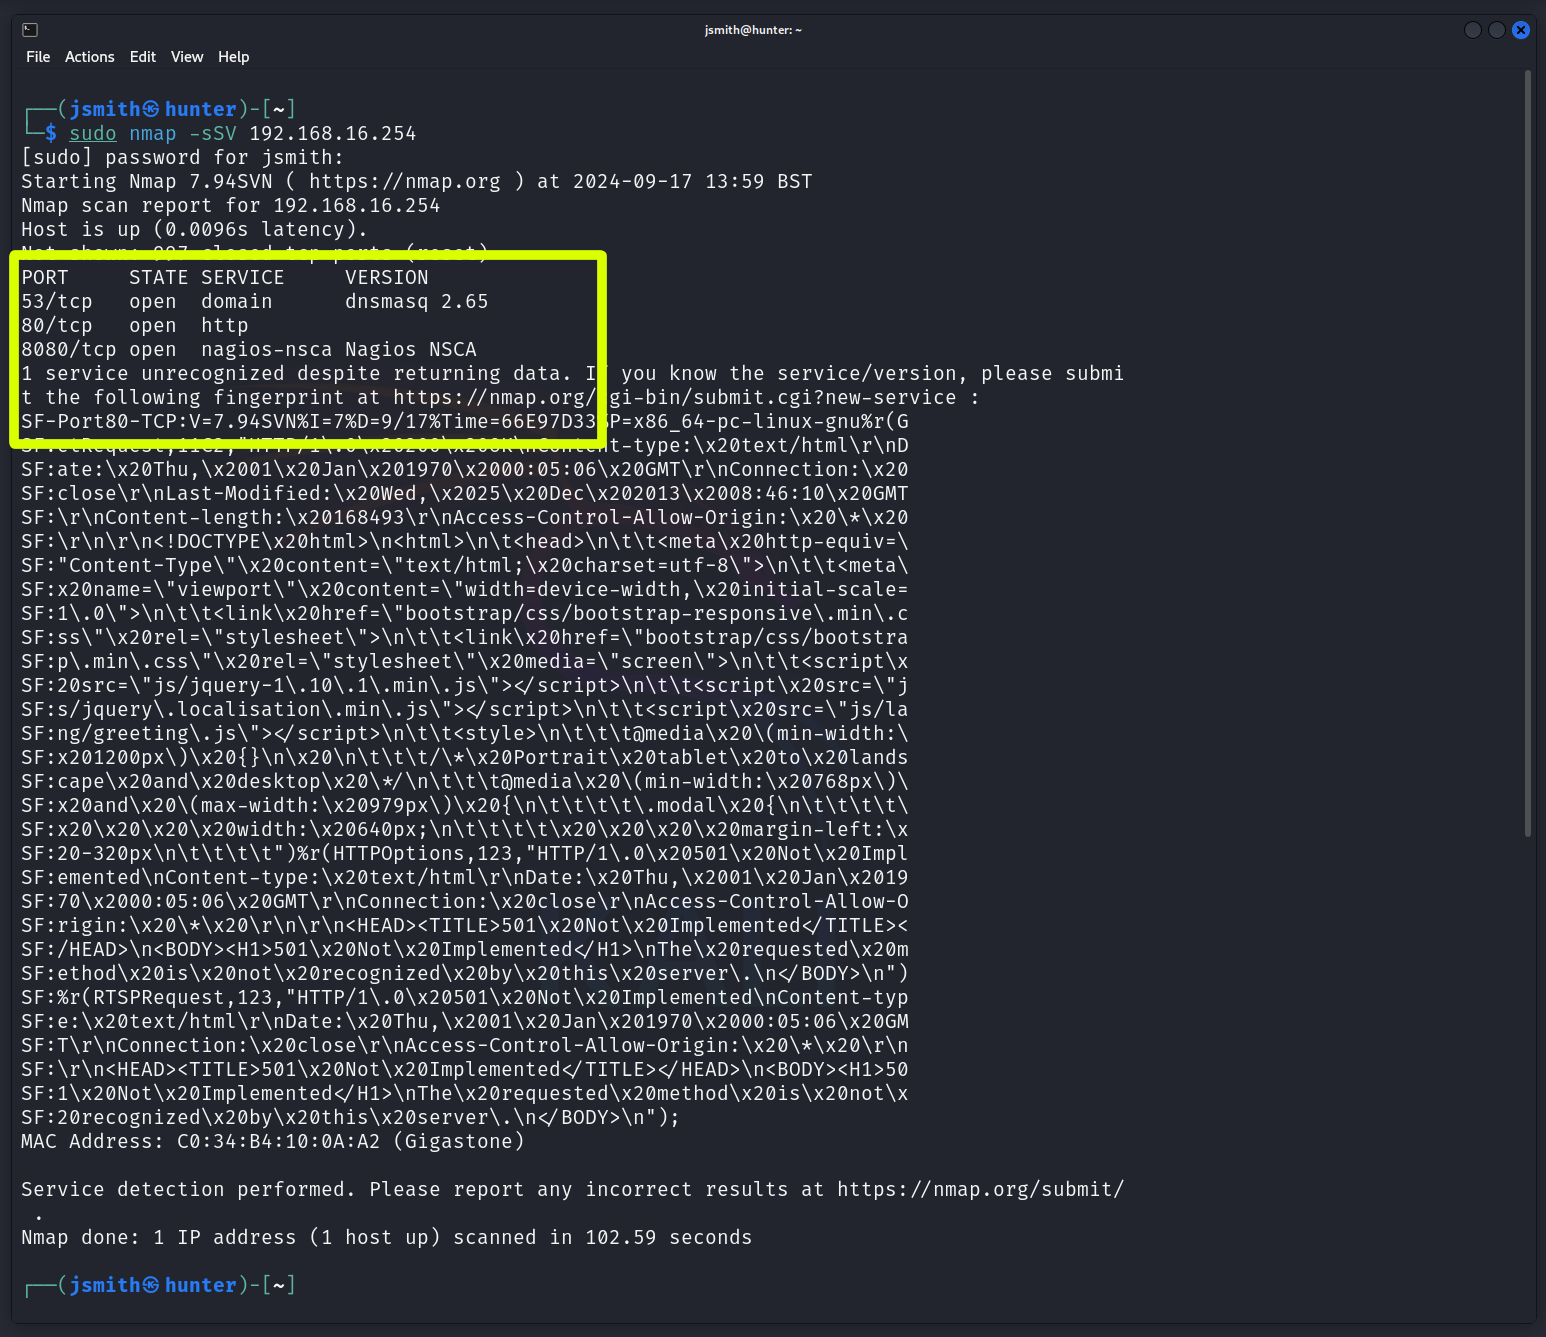 jsmith@hunter: ~
File Actions Edit View Help
┌──(jsmith㉿hunter)-[~]
└─$ sudo nmap -sSV 192.168.16.254
[sudo] password for jsmith:
Starting Nmap 7.94SVN ( https://nmap.org ) at 2024-09-17 13:59 BST
Nmap scan report for 192.168.16.254
Host is up (0.0096s latency).
Not shown: 997 closed tcp ports (reset)
PORT     STATE SERVICE     VERSION
53/tcp   open  domain      dnsmasq 2.65
80/tcp   open  http
8080/tcp open  nagios-nsca Nagios NSCA
1 service unrecognized despite returning data. If you know the service/version, please submi
t the following fingerprint at https://nmap.org/cgi-bin/submit.cgi?new-service :
SF-Port80-TCP:V=7.94SVN%I=7%D=9/17%Time=66E97D33%P=x86_64-pc-linux-gnu%r(G
SF:etRequest,11C2,"HTTP/1\.0\x20200\x20OK\nContent-type:\x20text/html\r\nD
SF:ate:\x20Thu,\x2001\x20Jan\x201970\x2000:05:06\x20GMT\r\nConnection:\x20
SF:close\r\nLast-Modified:\x20Wed,\x2025\x20Dec\x202013\x2008:46:10\x20GMT
SF:\r\nContent-length:\x20168493\r\nAccess-Control-Allow-Origin:\x20\*\x20
SF:\r\n\r\n<!DOCTYPE\x20html>\n<html>\n\t<head>\n\t\t<meta\x20http-equiv=\
SF:"Content-Type\"\x20content=\"text/html;\x20charset=utf-8\">\n\t\t<meta\
SF:x20name=\"viewport\"\x20content=\"width=device-width,\x20initial-scale=
SF:1\.0\">\n\t\t<link\x20href=\"bootstrap/css/bootstrap-responsive\.min\.c
SF:ss\"\x20rel=\"stylesheet\">\n\t\t<link\x20href=\"bootstrap/css/bootstra
SF:p\.min\.css\"\x20rel=\"stylesheet\"\x20media=\"screen\">\n\t\t<script\x
SF:20src=\"js/jquery-1\.10\.1\.min\.js\"></script>\n\t\t<script\x20src=\"j
SF:s/jquery\.localisation\.min\.js\"></script>\n\t\t<script\x20src=\"js/la
SF:ng/greeting\.js\"></script>\n\t\t<style>\n\t\t\t@media\x20\(min-width:\
SF:x201200px\)\x20{}\n\x20\n\t\t\t/\*\x20Portrait\x20tablet\x20to\x20lands
SF:cape\x20and\x20desktop\x20\*/\n\t\t\t@media\x20\(min-width:\x20768px\)\
SF:x20and\x20\(max-width:\x20979px\)\x20{\n\t\t\t\t\.modal\x20{\n\t\t\t\t\
SF:x20\x20\x20\x20width:\x20640px;\n\t\t\t\t\x20\x20\x20\x20margin-left:\x
SF:20-320px\n\t\t\t\t")%r(HTTPOptions,123,"HTTP/1\.0\x20501\x20Not\x20Impl
SF:emented\nContent-type:\x20text/html\r\nDate:\x20Thu,\x2001\x20Jan\x2019
SF:70\x2000:05:06\x20GMT\r\nConnection:\x20close\r\nAccess-Control-Allow-O
SF:rigin:\x20\*\x20\r\n\r\n<HEAD><TITLE>501\x20Not\x20Implemented</TITLE><
SF:/HEAD>\n<BODY><H1>501\x20Not\x20Implemented</H1>\nThe\x20requested\x20m
SF:ethod\x20is\x20not\x20recognized\x20by\x20this\x20server\.\n</BODY>\n")
SF:%r(RTSPRequest,123,"HTTP/1\.0\x20501\x20Not\x20Implemented\nContent-typ
SF:e:\x20text/html\r\nDate:\x20Thu,\x2001\x20Jan\x201970\x2000:05:06\x20GM
SF:T\r\nConnection:\x20close\r\nAccess-Control-Allow-Origin:\x20\*\x20\r\n
SF:\r\n<HEAD><TITLE>501\x20Not\x20Implemented</TITLE></HEAD>\n<BODY><H1>50
SF:1\x20Not\x20Implemented</H1>\nThe\x20requested\x20method\x20is\x20not\x
SF:20recognized\x20by\x20this\x20server\.\n</BODY>\n");
MAC Address: C0:34:B4:10:0A:A2 (Gigastone)
Service detection performed. Please report any incorrect results at https://nmap.org/submit/
 .
Nmap done: 1 IP address (1 host up) scanned in 102.59 seconds
┌──(jsmith㉿hunter)-[~]